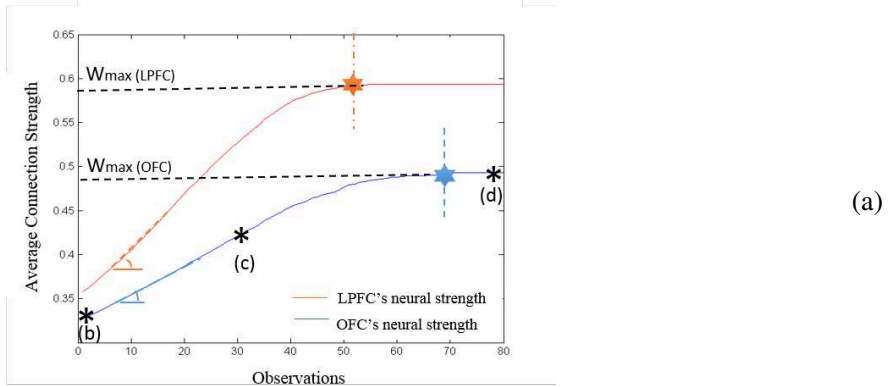 0.65
0.6
0.55
0.5
0.45
0.4
0.35
Average Connection Strength
Wmax (LPFC)
Wmax (OFC)
(b)
(c)
(d)
LPFC's neural strength
OFC's neural strength
0 10 20 30 40 50 60 70 80
Observations
(a)